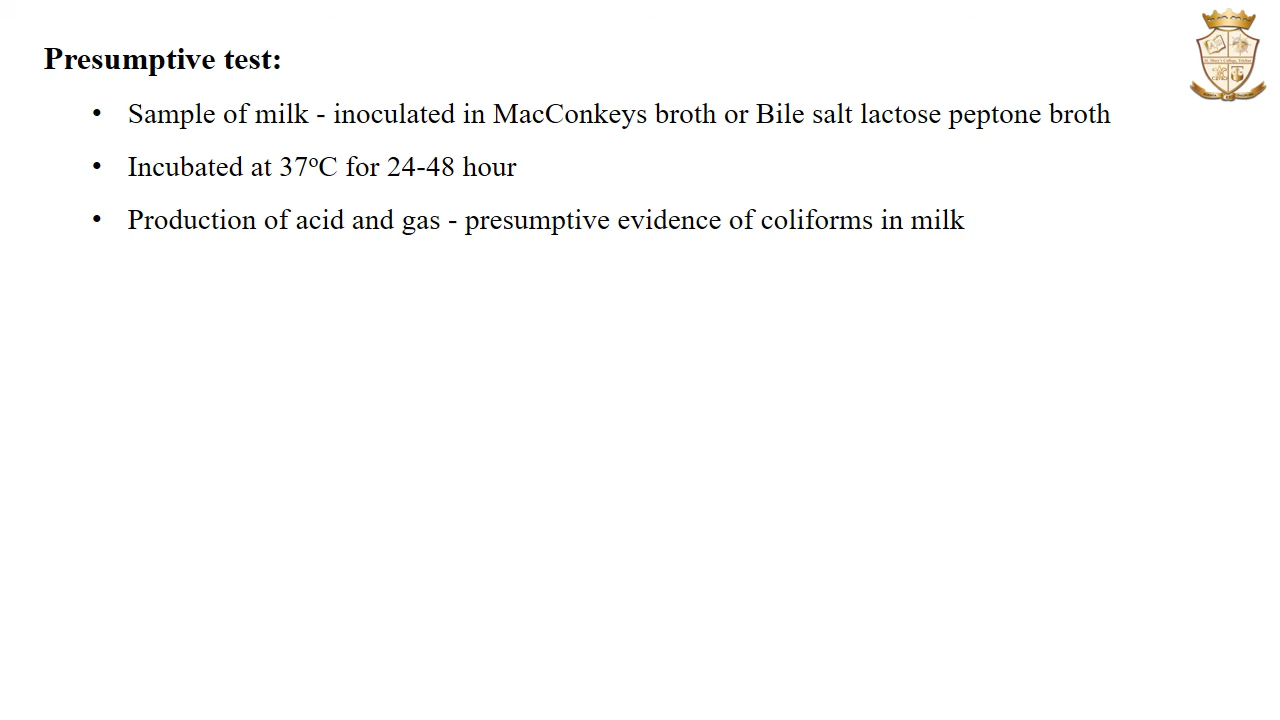 Presumptive test:
• Sample of milk - inoculated in MacConkeys broth or Bile salt lactose peptone broth
• Incubated at 37ºC for 24-48 hour
• Production of acid and gas - presumptive evidence of coliforms in milk